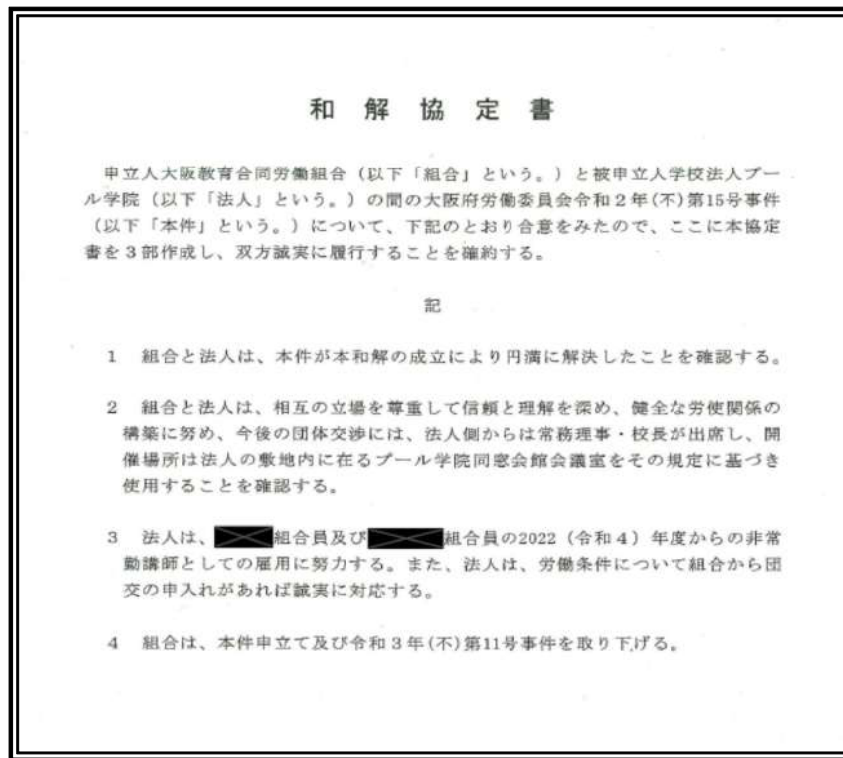 和解協定書
申立人大阪教育合同労働組合（以下「組合」という。）と被申立人学校法人プー
ル学院（以下「法人」という。）の間の大阪府労働委員会令和２年(不)第15号事件
（以下「本件」という。）について、下記のとおり合意をみたので、ここに本協定
書を３部作成し、双方誠実に履行することを確約する。
記
１　組合と法人は、本件が本和解の成立により円満に解決したことを確認する。
２　組合と法人は、相互の立場を尊重して信頼と理解を深め、健全な労使関係の
構築に努め、今後の団体交渉には、法人側からは常務理事・校長が出席し、開
催場所は法人の敷地内に在るプール学院同窓会館会議室をその規定に基づき
使用することを確認する。
３　法人は、組合員及び組合員の2022（令和４）年度からの非常
勤講師としての雇用に努力する。また、法人は、労働条件について組合から団
交の申入れがあれば誠実に対応する。
４　組合は、本件申立て及び令和３年(不)第11号事件を取り下げる。